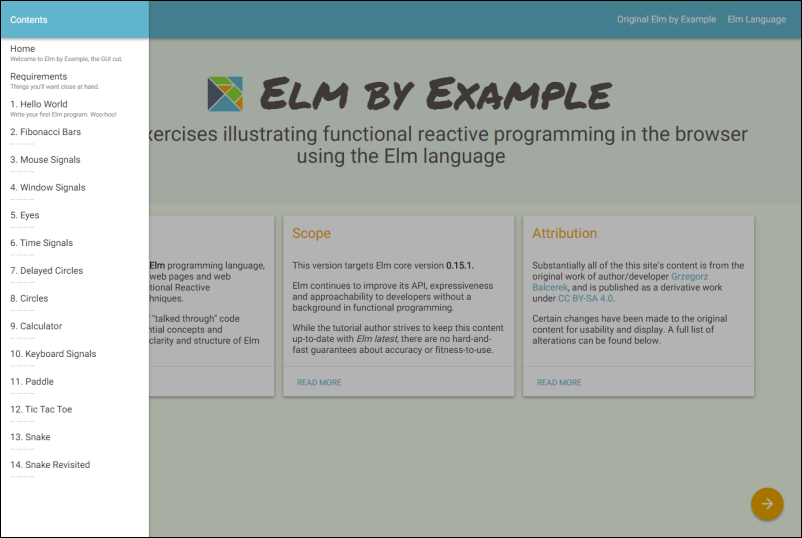 Contents
Original Elm by Example Elm Language
Home
Welcome to Elm by Example, the GUI cut.
Requirements
Things you'll want close at hand.
1. Hello World
Write your first Elm program. Woo-hoo!
2. Fibonacci Bars
3. Mouse Signals
4. Window Signals
5. Eyes
6. Time Signals
7. Delayed Circles
8. Circles
9. Calculator
10. Keyboard Signals
11. Paddle
12. Tic Tac Toe
13. Snake
14. Snake Revisited
Elm by Example
xercises illustrating functional reactive programming in the browser
using the Elm language
Elm programming language,
web pages and web
tional Reactive
hniques.
"talked through" code
ntial concepts and
clarity and structure of Elm
Scope
This version targets Elm core version 0.15.1.
Elm continues to improve its API, expressiveness
and approachability to developers without a
background in functional programming.
While the tutorial author strives to keep this content
up-to-date with Elm latest, there are no hard-and-
fast guarantees about accuracy or fitness-to-use.
READ MORE
Attribution
Substantially all of the this site's content is from the
original work of author/developer Grzegorz
Balcerek, and is published as a derivative work
under CC BY-SA 4.0.
Certain changes have been made to the original
content for usability and display. A full list of
alterations can be found below.
READ MORE